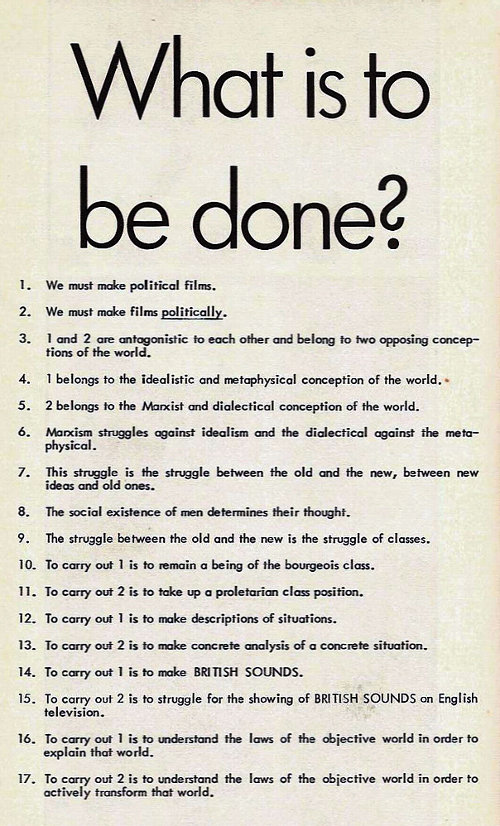 What is to
be done?
1. We must make political films.
2. We must make films politically.
3. 1 and 2 are antagonistic to each other and belong to two opposing concep-
tions of the world.
4. 1 belongs to the idealistic and metaphysical conception of the world.
5. 2 belongs to the Marxist and dialectical conception of the world.
6. Marxism struggles against idealism and the dialectical against the meta-
physical.
7. This struggle is the struggle between the old and the new, between new
ideas and old ones.
8. The social existence of men determines their thought.
9. The struggle between the old and the new is the struggle of classes.
10. To carry out 1 is to remain a being of the bourgeois class.
11. To carry out 2 is to take up a proletarian class position.
12. To carry out 1 is to make descriptions of situations.
13. To carry out 2 is to make concrete analysis of a concrete situation.
14. To carry out 1 is to make BRITISH SOUNDS.
15. To carry out 2 is to struggle for the showing of BRITISH SOUNDS on English
television.
16. To carry out 1 is to understand the laws of the objective world in order to
explain that world.
17. To carry out 2 is to understand the laws of the objective world in order to
actively transform that world.